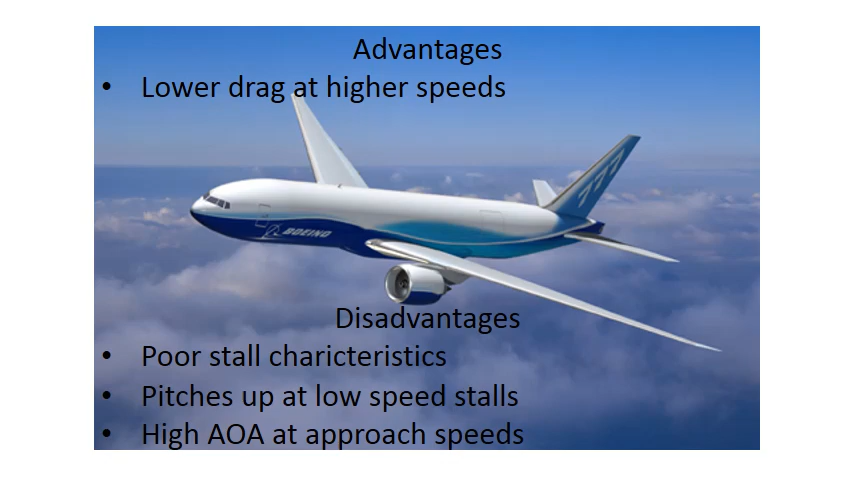 Advantages
• Lower drag at higher speeds
777
BOEING
Disadvantages
• Poor stall charicteristics
• Pitches up at low speed stalls
• High AOA at approach speeds